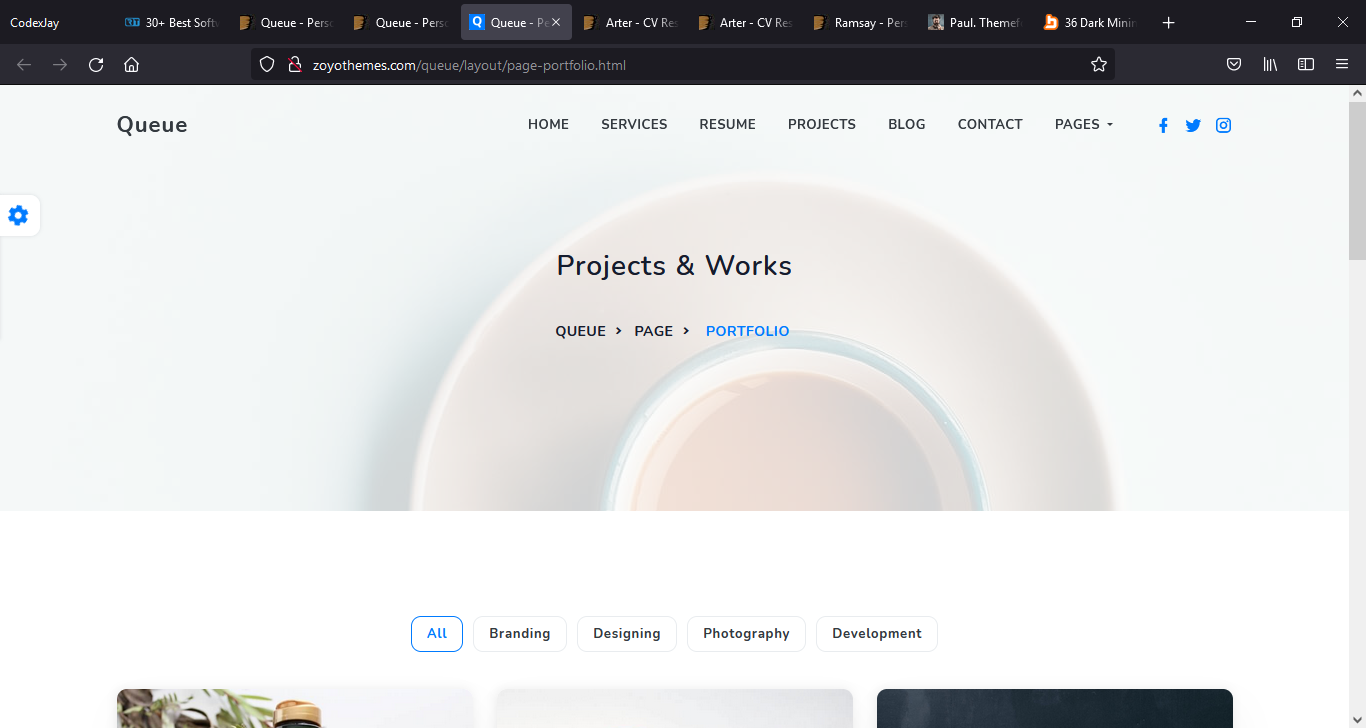 CodexJay
30+ Best Softw
Queue - Perso
Queue - Perso
Queue - Pe
Arter - CV Res
Arter - CV Res
Ramsay - Pers
Paul. Themef
36 Dark Minim
zoyothemes.com/queue/layout/page-portfolio.html
Queue
HOME SERVICES RESUME PROJECTS BLOG CONTACT PAGES
Projects & Works
QUEUE > PAGE > PORTFOLIO
All Branding Designing Photography Development